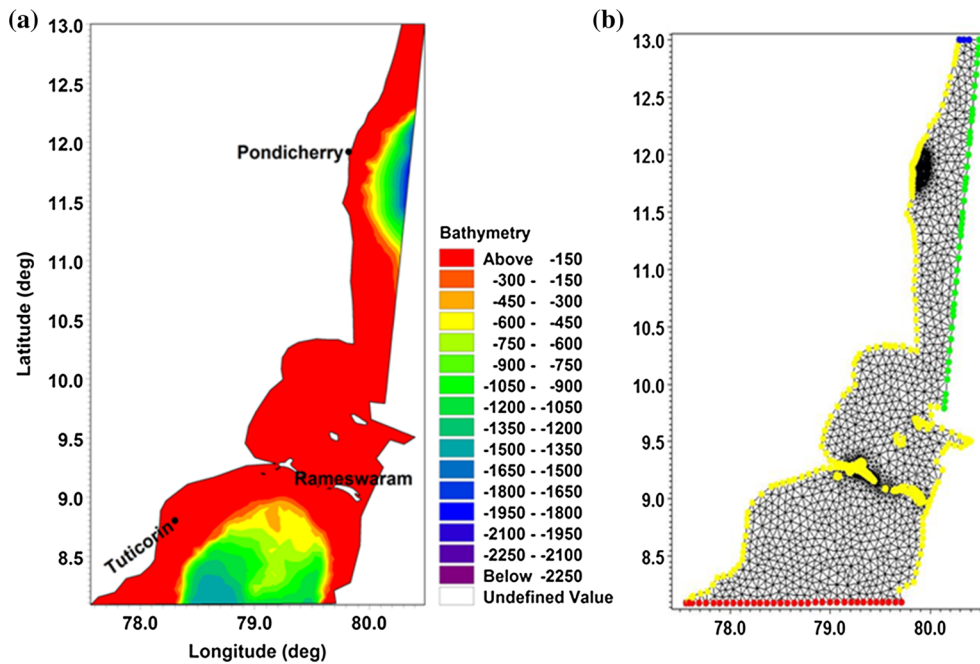 (a)
13.0
12.5
12.0
11.5
11.0
10.5
10.0
9.5
9.0
8.5
Latitude (deg)
78.0 79.0 80.0
Longitude (deg)
Pondicherry
Rameswaram
Tuticorin
Bathymetry
Above -150
-300 - -150
-450 - -300
-600 - -450
-750 - -600
-900 - -750
-1050 - -900
-1200 - -1050
-1350 - -1200
-1500 - -1350
-1650 - -1500
-1800 - -1650
-1950 - -1800
-2100 - -1950
-2250 - -2100
Below -2250
Undefined Value
(b)
13.0
12.5
12.0
11.5
11.0
10.5
10.0
9.5
9.0
8.5
78.0 79.0 80.0